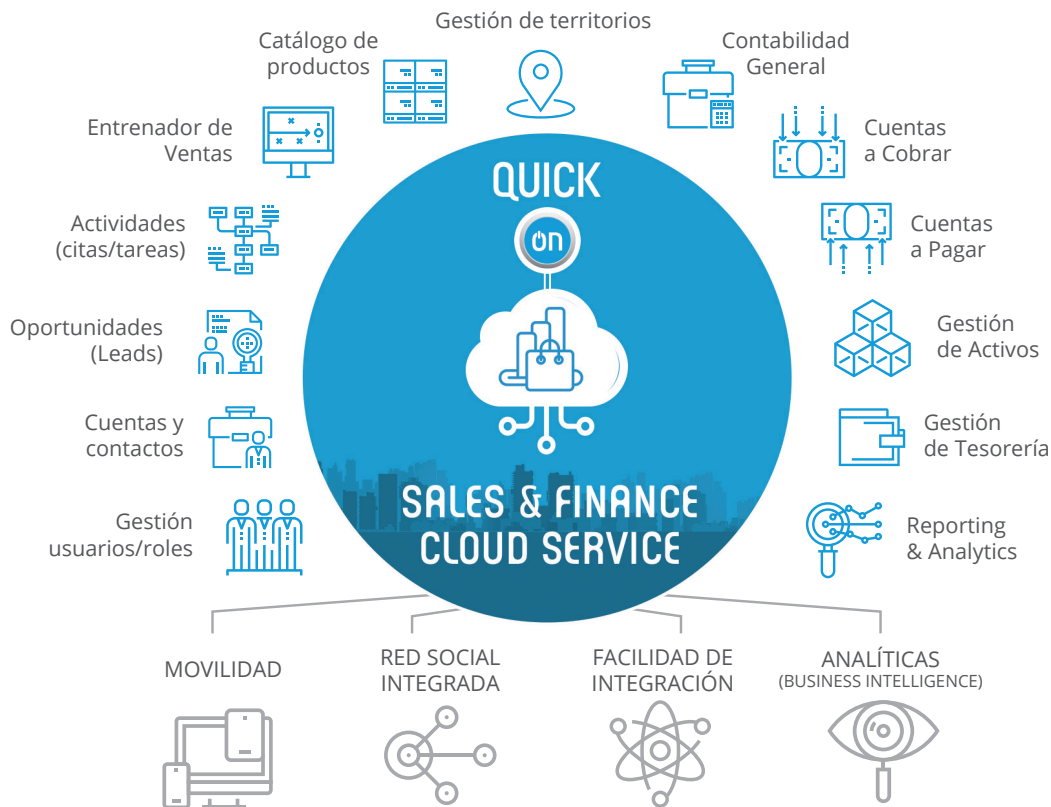 Gestión de territorios
Catálogo de
productos
Contabilidad
General
Entrenador de
Ventas
Cuentas
a Cobrar
Actividades
(citas/tareas)
Cuentas
a Pagar
Oportunidades
(Leads)
Gestión
de Activos
Cuentas y
contactos
Gestión
de Tesorería
Gestión
usuarios/roles
Reporting
& Analytics
QUICK
on
SALES & FINANCE
CLOUD SERVICE
MOVILIDAD
RED SOCIAL
INTEGRADA
FACILIDAD DE
INTEGRACIÓN
ANALÍTICAS
(BUSINESS INTELLIGENCE)